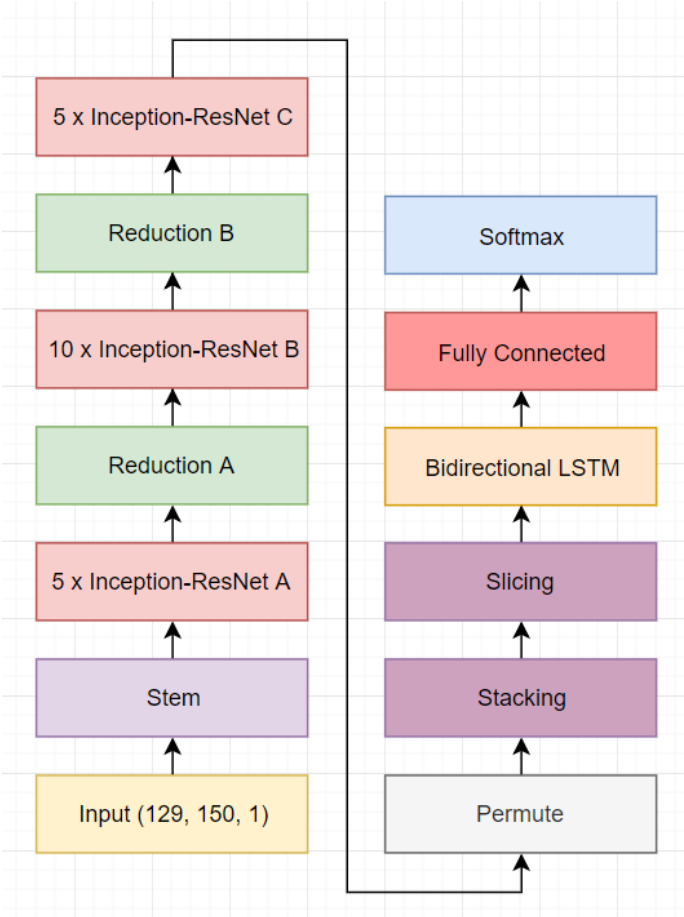 5 x Inception-ResNet C
Reduction B
10 x Inception-ResNet B
Reduction A
5 x Inception-ResNet A
Stem
Input (129, 150, 1)
Softmax
Fully Connected
Bidirectional LSTM
Slicing
Stacking
Permute